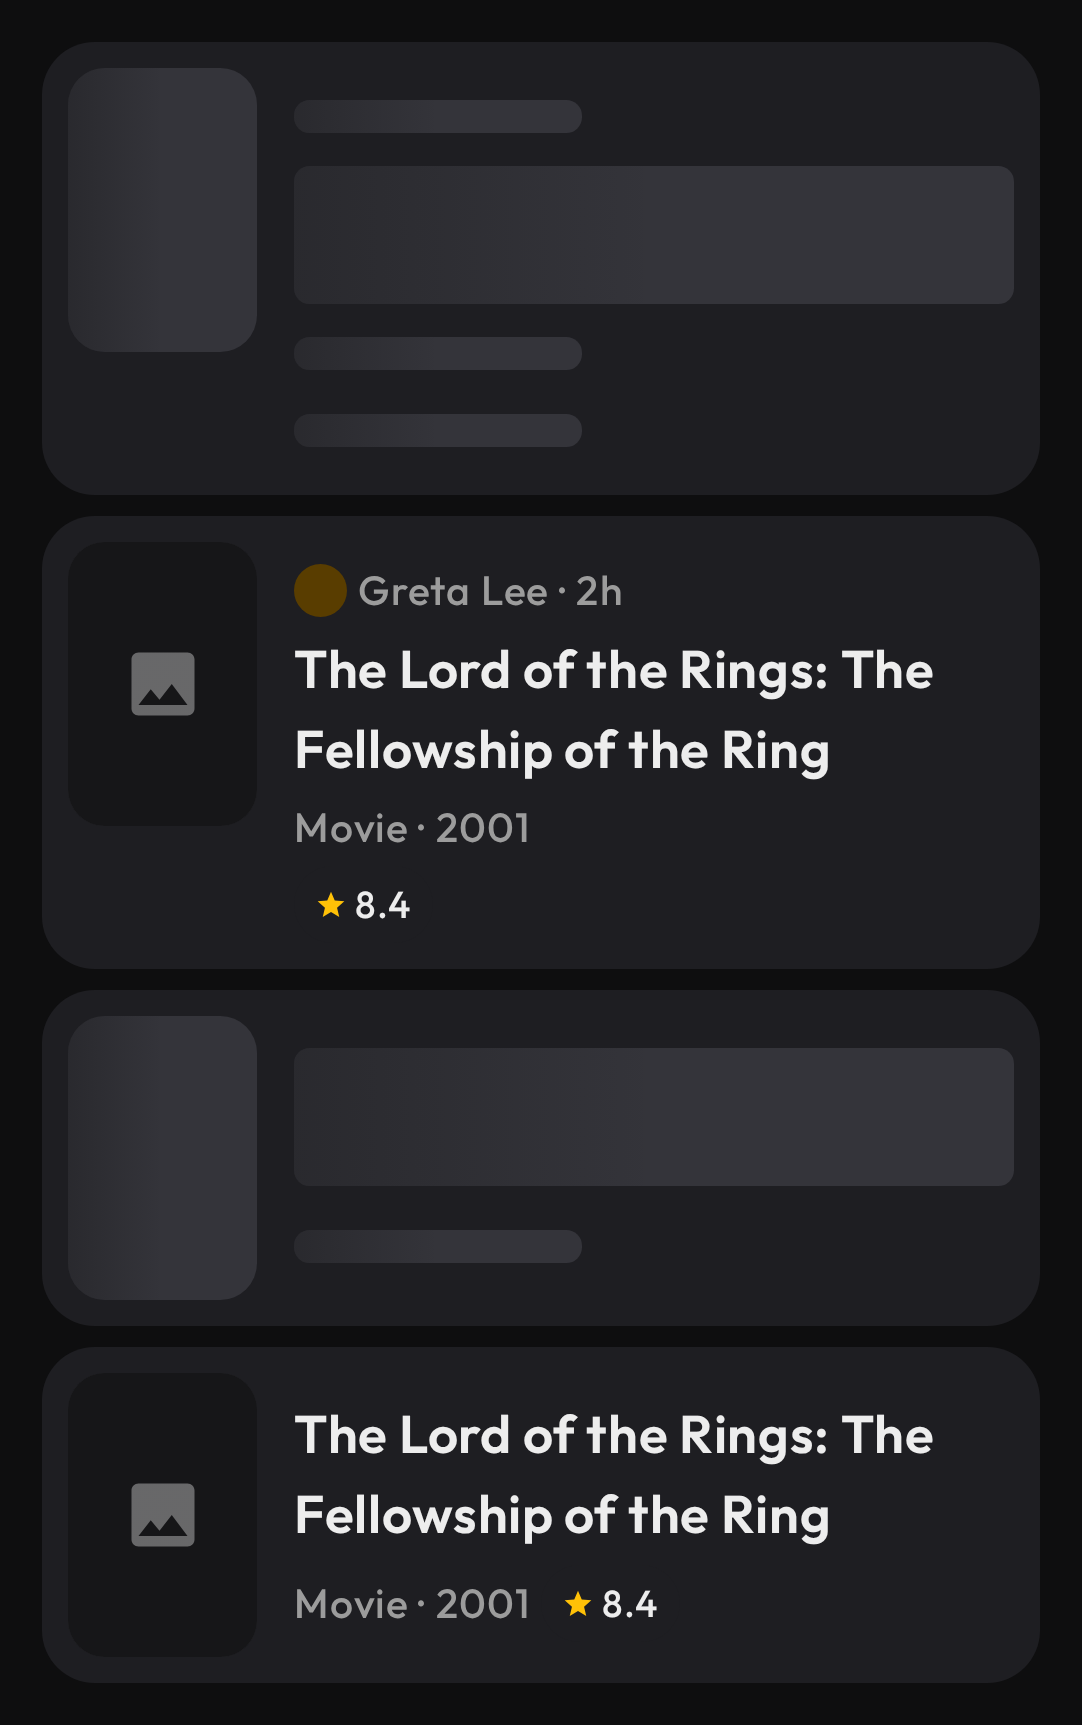 Greta Lee · 2h
The Lord of the Rings: The
Fellowship of the Ring
Movie · 2001
8.4
The Lord of the Rings: The
Fellowship of the Ring
Movie · 2001 8.4